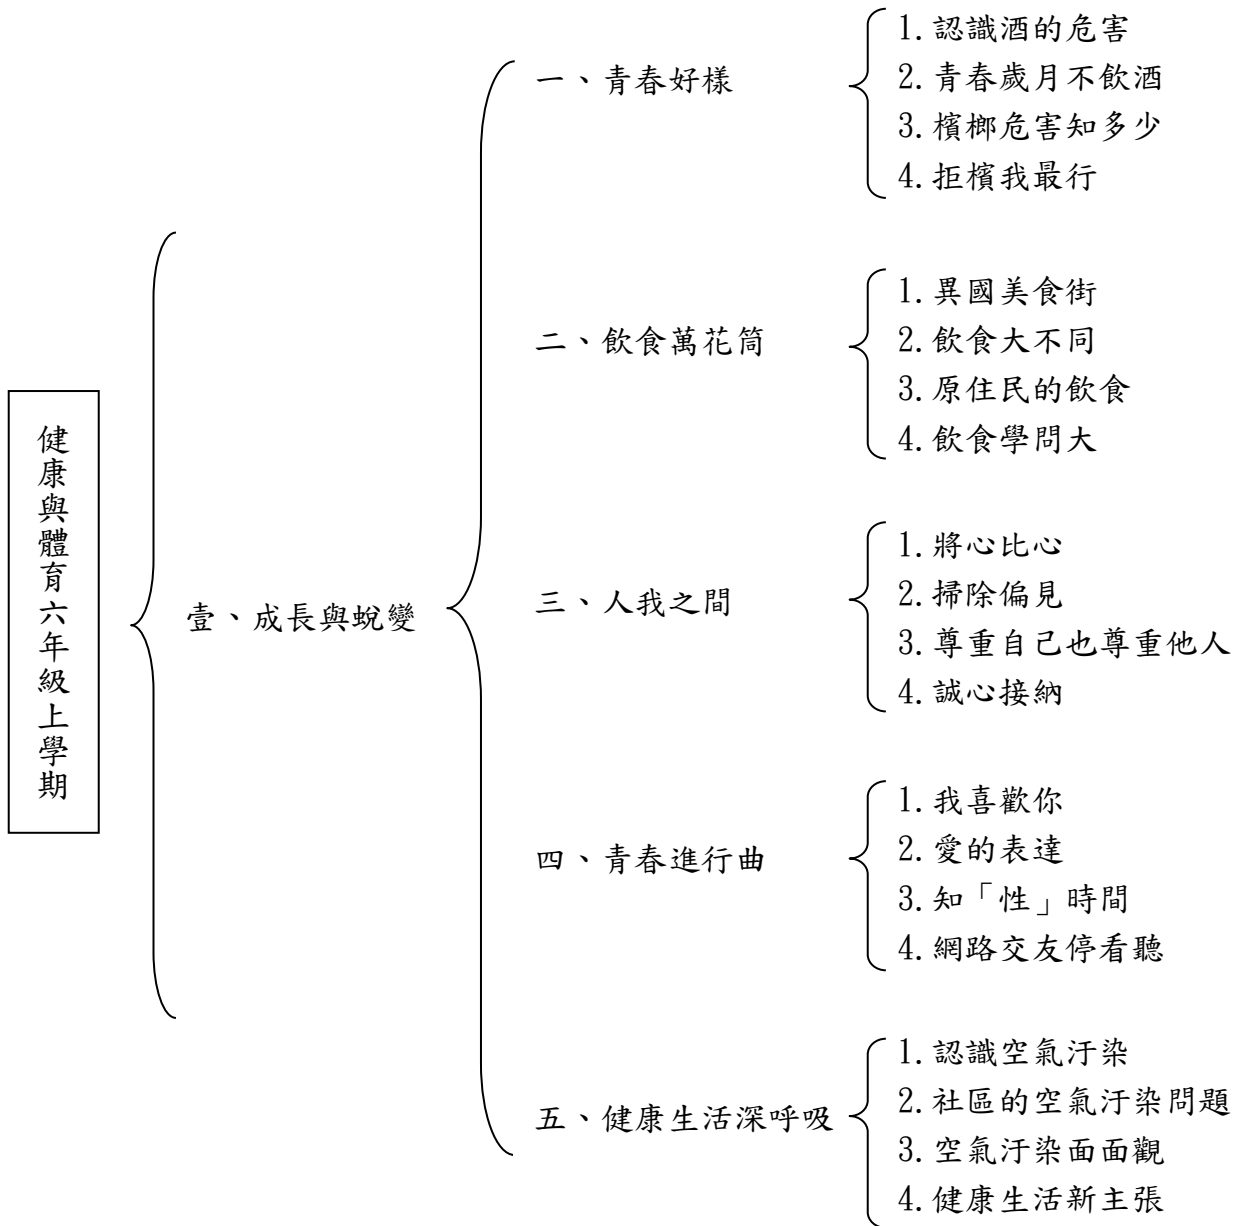 健康與體育六年級上學期
壹、成長與蛻變
一、青春好樣
1.認識酒的危害
2.青春歲月不飲酒
3.檳榔危害知多少
4.拒檳我最行
二、飲食萬花筒
1.異國美食街
2.飲食大不同
3.原住民的飲食
4.飲食學問大
三、人我之間
1.將心比心
2.掃除偏見
3.尊重自己也尊重他人
4.誠心接納
四、青春進行曲
1.我喜歡你
2.愛的表達
3.知「性」時間
4.網路交友停看聽
五、健康生活深呼吸
1.認識空氣汙染
2.社區的空氣汙染問題
3.空氣汙染面面觀
4.健康生活新主張